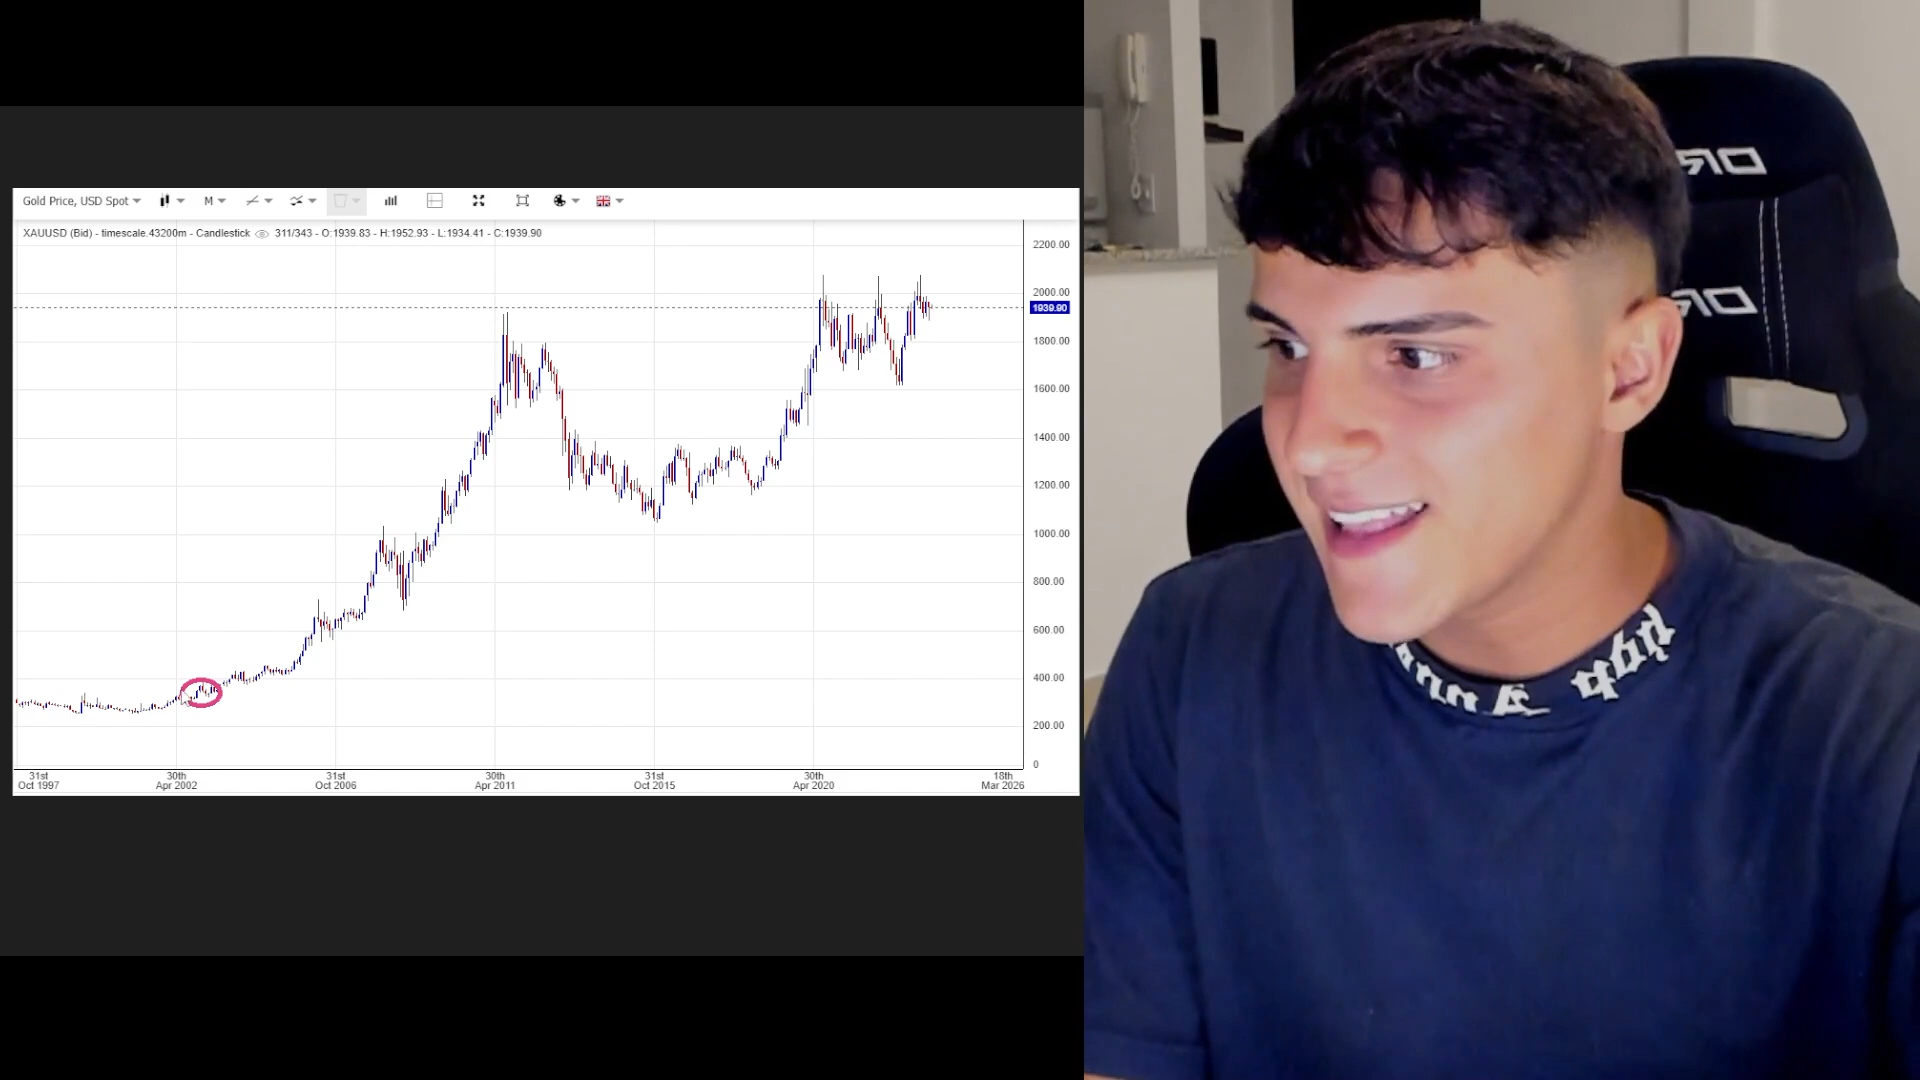 Gold Price, USD Spot
M
XAUUSD (Bid) - timescale.43200m - Candlestick 311/343 - O:1939.83 - H:1952.93 - L:1934.41 - C:1939.90
2200.00
2000.00
1939.90
1800.00
1600.00
1400.00
1200.00
1000.00
800.00
600.00
400.00
200.00
0
31st
Oct 1997
30th
Apr 2002
31st
Oct 2006
30th
Apr 2011
31st
Oct 2015
30th
Apr 2020
18th
Mar 2026